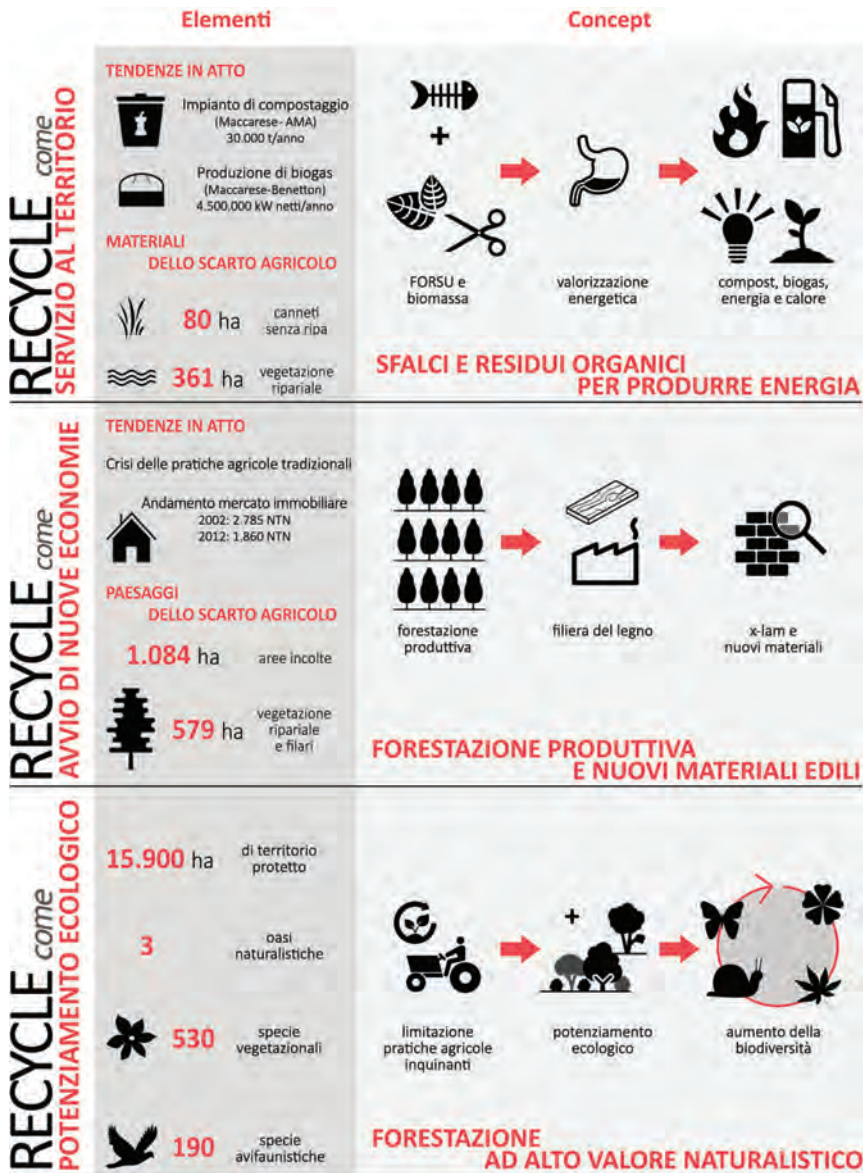 Elementi
Concept
RECYCLE come
SERVIZIO AL TERRITORIO
TENDENZE IN ATTO
Impianto di compostaggio
(Maccarese- AMA)
30.000 t/anno
Produzione di biogas
(Maccarese-Benetton)
4.500.000 kW netti/anno
MATERIALI
DELLO SCARTO AGRICOLO
80 ha
canneti
senza ripa
361 ha
vegetazione
ripariale
+
FORSU e
biomassa
valorizzazione
energetica
compost, biogas,
energia e calore
SFALCI E RESIDUI ORGANICI
PER PRODURRE ENERGIA
RECYCLE come
AVVIO DI NUOVE ECONOMIE
TENDENZE IN ATTO
Crisi delle pratiche agricole tradizionali
Andamento mercato immobiliare
2002: 2.785 NTN
2012: 1.860 NTN
PAESAGGI
DELLO SCARTO AGRICOLO
1.084 ha
aree incolte
579 ha
vegetazione
ripariale
e filari
forestazione
produttiva
filiera del legno
x-lam e
nuovi materiali
FORESTAZIONE PRODUTTIVA
E NUOVI MATERIALI EDILI
RECYCLE come
POTENZIAMENTO ECOLOGICO
15.900 ha
di territorio
protetto
3
oasi
naturalistiche
530
specie
vegetazionali
190
specie
avifaunistiche
+
limitazione
pratiche agricole
inquinanti
potenziamento
ecologico
aumento della
biodiversità
FORESTAZIONE
AD ALTO VALORE NATURALISTICO